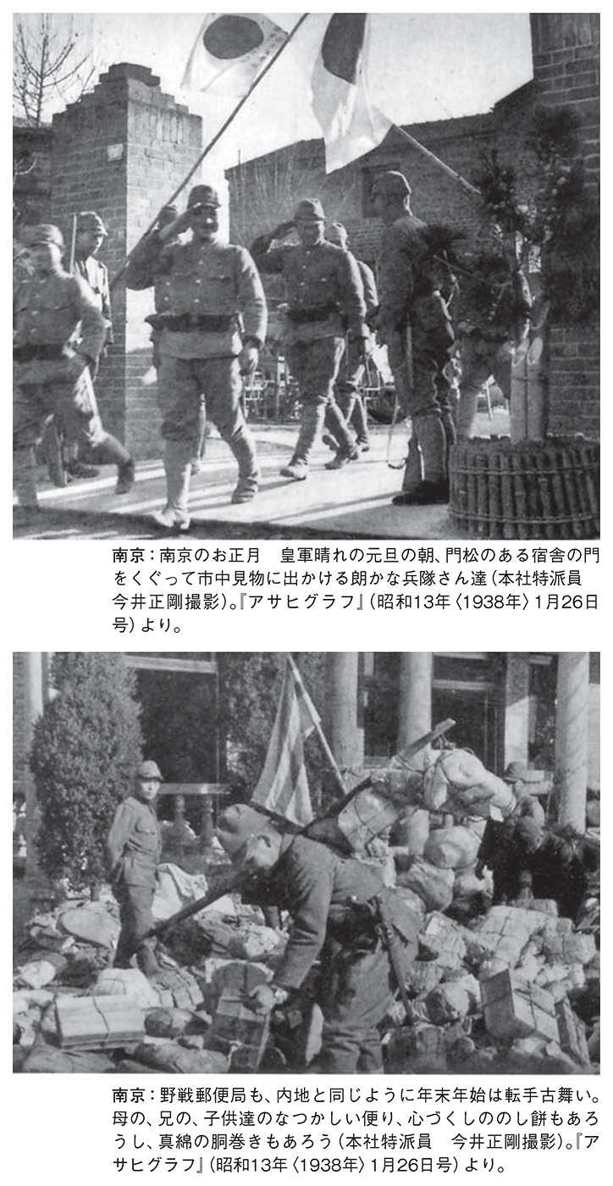 南京：南京のお正月　皇軍晴れの元旦の朝、門松のある宿舎の門
をくぐって市中見物に出かける朗かな兵隊さん達（本社特派員
今井正剛撮影）。『アサヒグラフ』（昭和13年〈1938年〉1月26日
号）より。
南京：野戦郵便局も、内地と同じように年末年始は転手古舞い。
母の、兄の、子供達のなつかしい便り、心づくしののし餅もあろ
うし、真綿の胴巻きもあろう（本社特派員　今井正剛撮影）。『ア
サヒグラフ』（昭和13年〈1938年〉1月26日号）より。